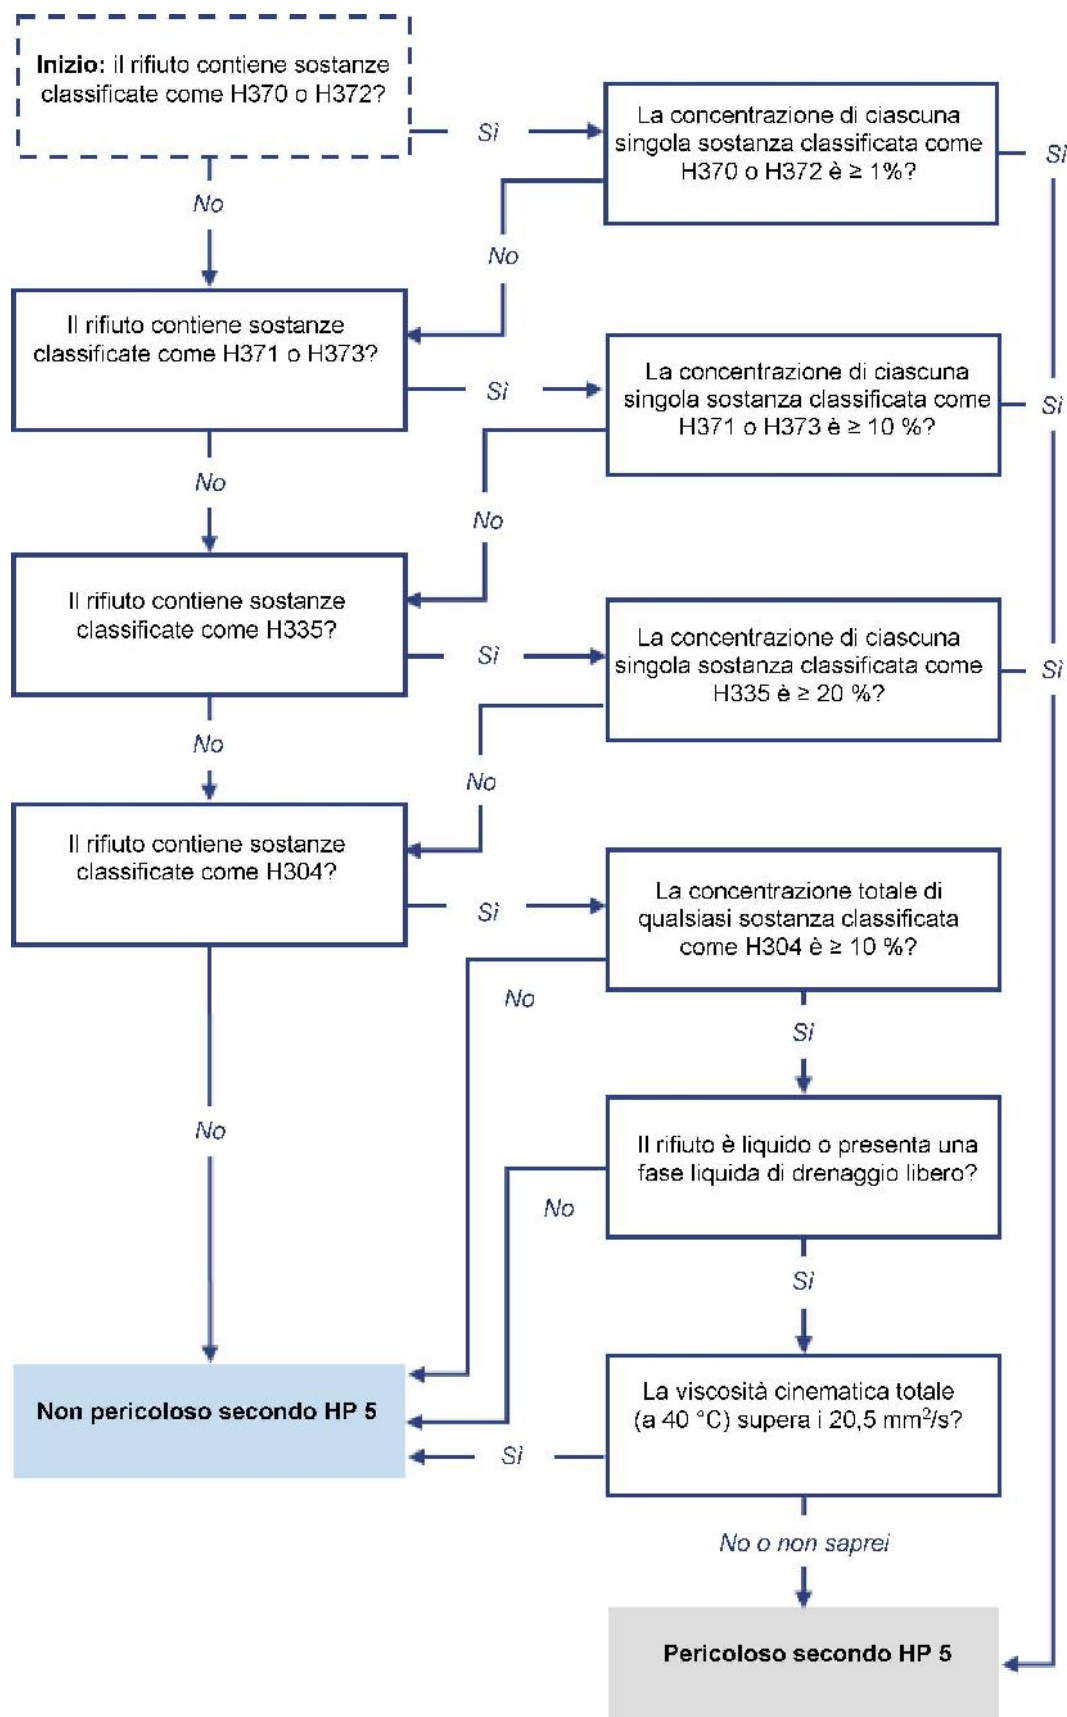 Inizio: il rifiuto contiene sostanze
classificate come H370 o H372?
Sì
La concentrazione di ciascuna
singola sostanza classificata come
H370 o H372 è ≥ 1%?
Sì
No
No
Il rifiuto contiene sostanze
classificate come H371 o H373?
Sì
La concentrazione di ciascuna
singola sostanza classificata come
H371 o H373 è ≥ 10 %?
Sì
No
No
Il rifiuto contiene sostanze
classificate come H335?
Sì
La concentrazione di ciascuna
singola sostanza classificata come
H335 è ≥ 20 %?
Sì
No
No
Il rifiuto contiene sostanze
classificate come H304?
Sì
La concentrazione totale di
qualsiasi sostanza classificata
come H304 è ≥ 10 %?
No
Sì
No
Il rifiuto è liquido o presenta una
fase liquida di drenaggio libero?
No
Sì
Non pericoloso secondo HP 5
La viscosità cinematica totale
(a 40 °C) supera i 20,5 mm²/s?
Sì
No o non saprei
Pericoloso secondo HP 5